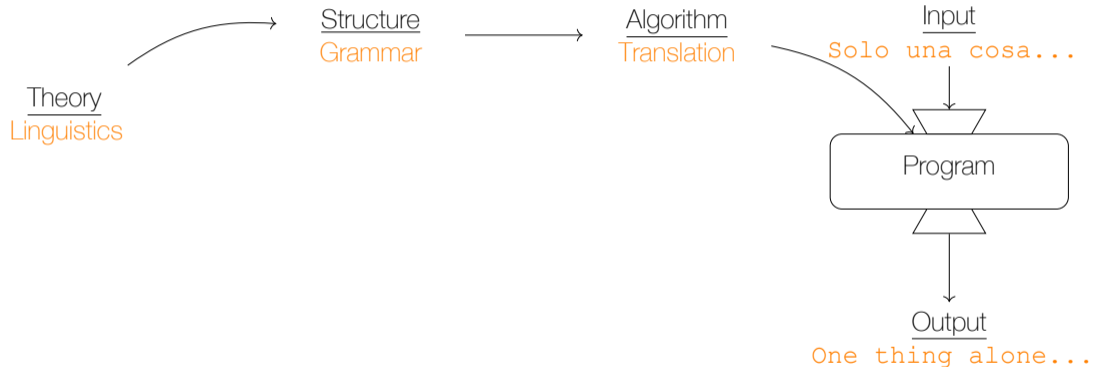 Theory
Linguistics
Structure
Grammar
Algorithm
Translation
Input
Solo una cosa...
Program
Output
One thing alone...